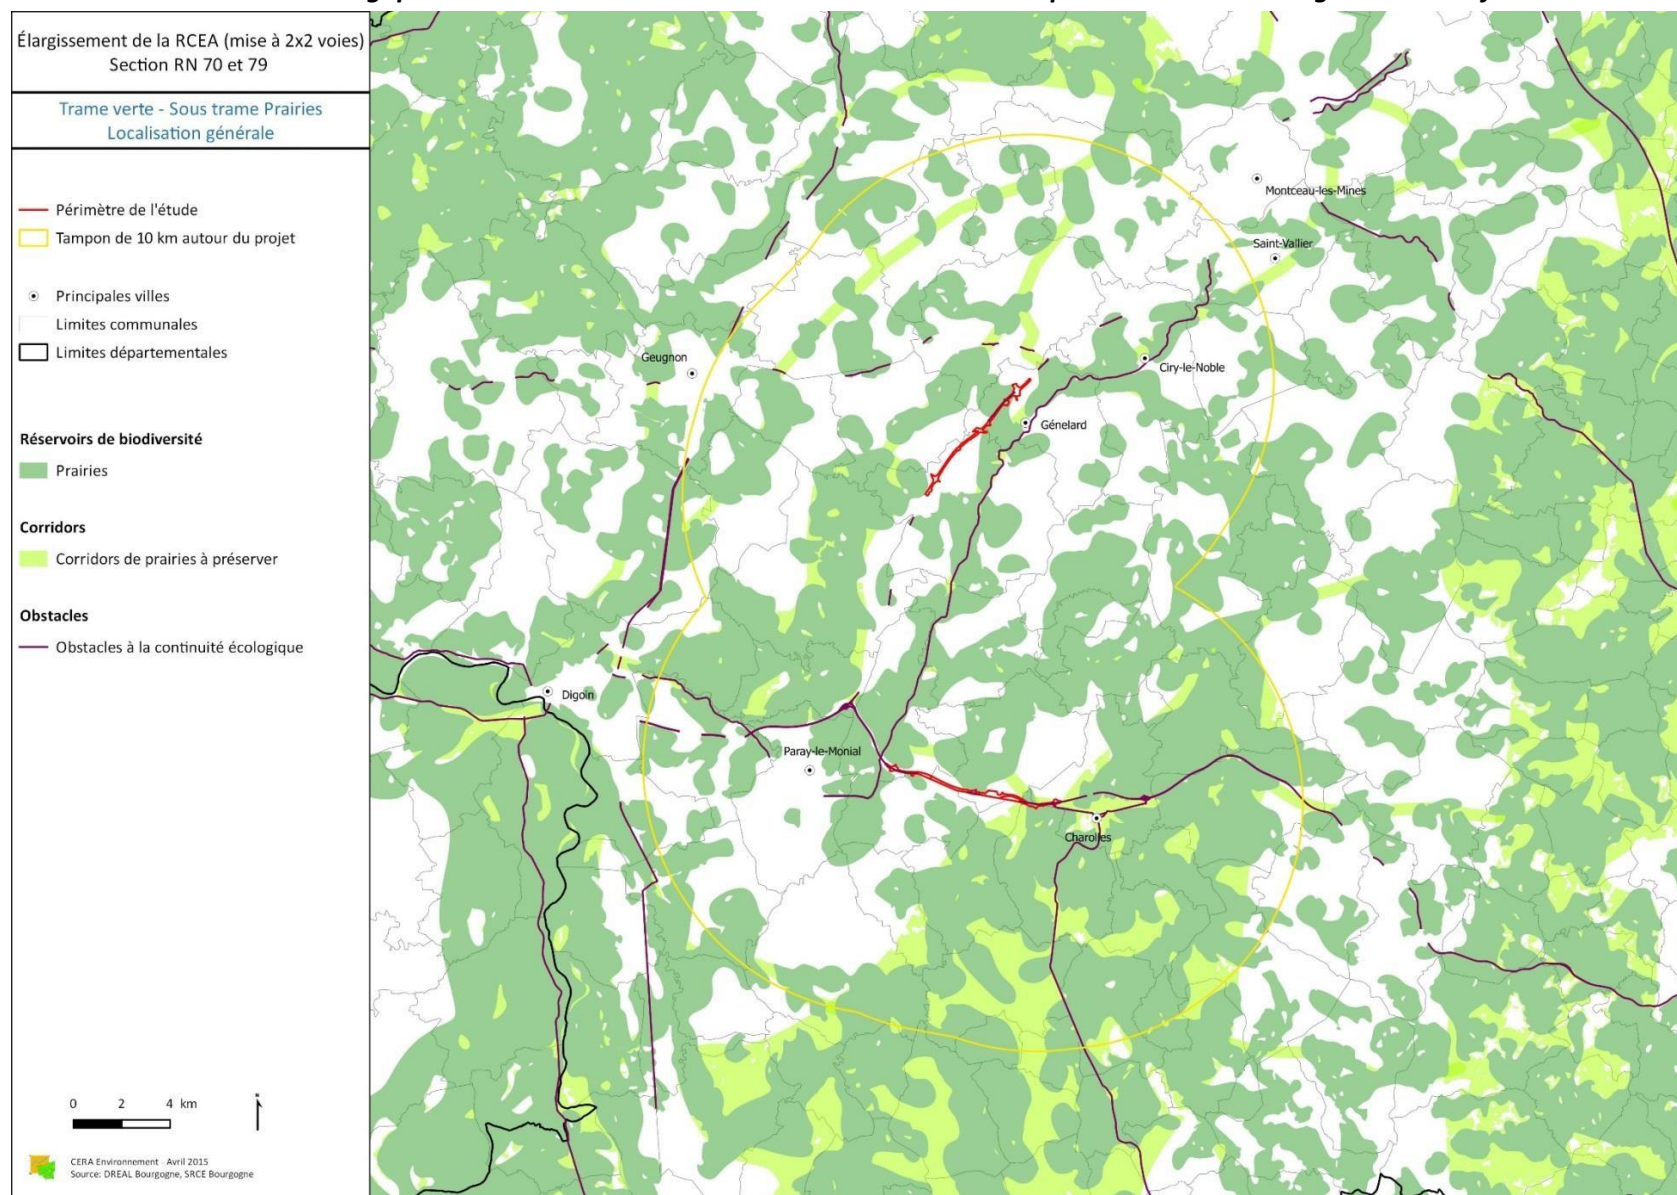 Élargissement de la RCEA (mise à 2x2 voies)
Section RN 70 et 79
Trame verte - Sous trame Prairies
Localisation générale
Périmètre de l'étude
Tampon de 10 km autour du projet
Principales villes
Limites communales
Limites départementales
Réservoirs de biodiversité
Prairies
Corridors
Corridors de prairies à préserver
Obstacles
Obstacles à la continuité écologique
0 2 4 km
CERA Environnement - Avril 2015
Source: DREAL Bourgogne, SRCE Bourgogne
Montceau-les-Mines
Saint-Vallier
Geugnon
Ciry-le-Noble
Génelard
Digoin
Paray-le-Monial
Charolles